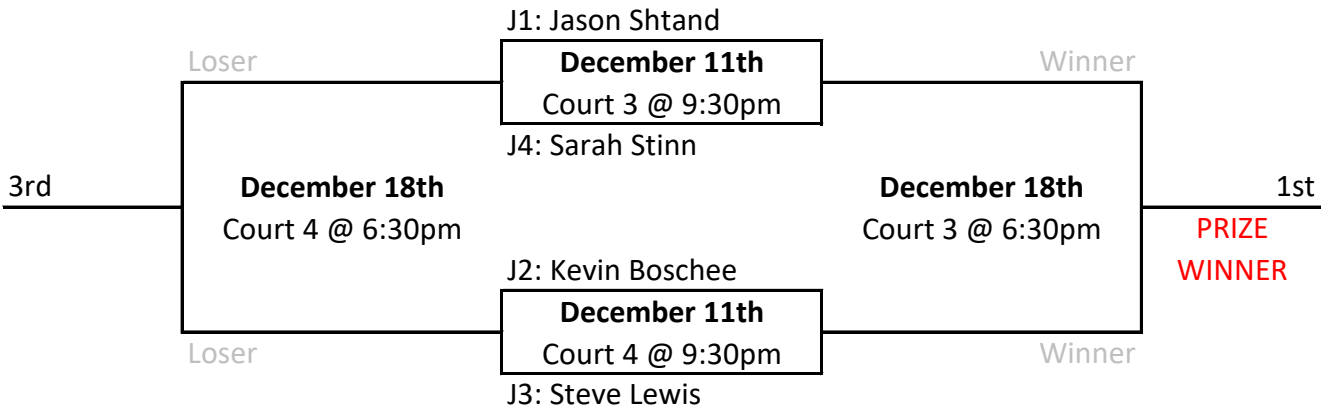 J1: Jason Shtand
Loser
December 11th
Winner
Court 3 @ 9:30pm
J4: Sarah Stinn
3rd
December 18th
December 18th
1st
Court 4 @ 6:30pm
Court 3 @ 6:30pm
PRIZE
WINNER
J2: Kevin Boschee
December 11th
Loser
Court 4 @ 9:30pm
Winner
J3: Steve Lewis